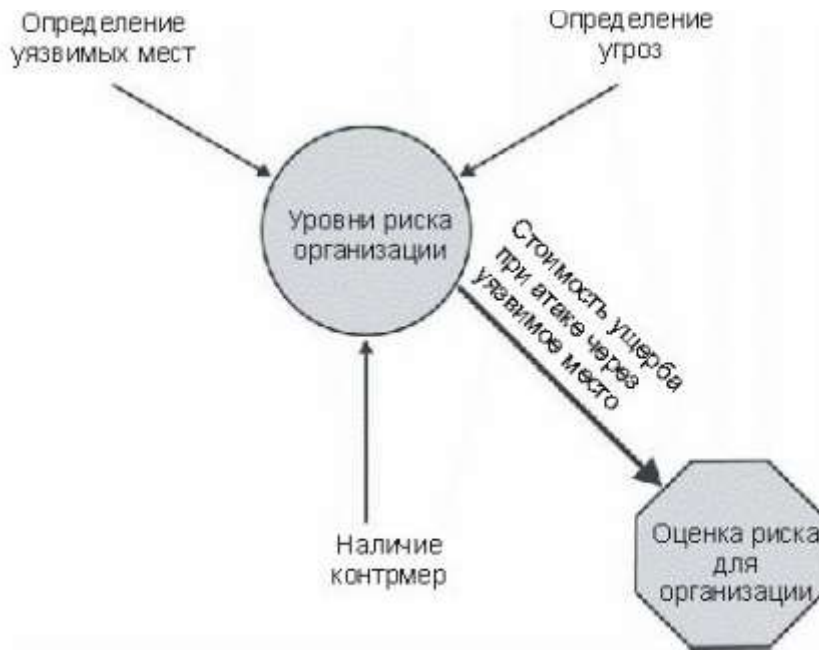 Определение
уязвимых мест
Определение
угроз
Уровни риска
организации
Стоимость ущерба
при атаке через
уязвимое место
Наличие
контрмер
Оценка риска
для
организации